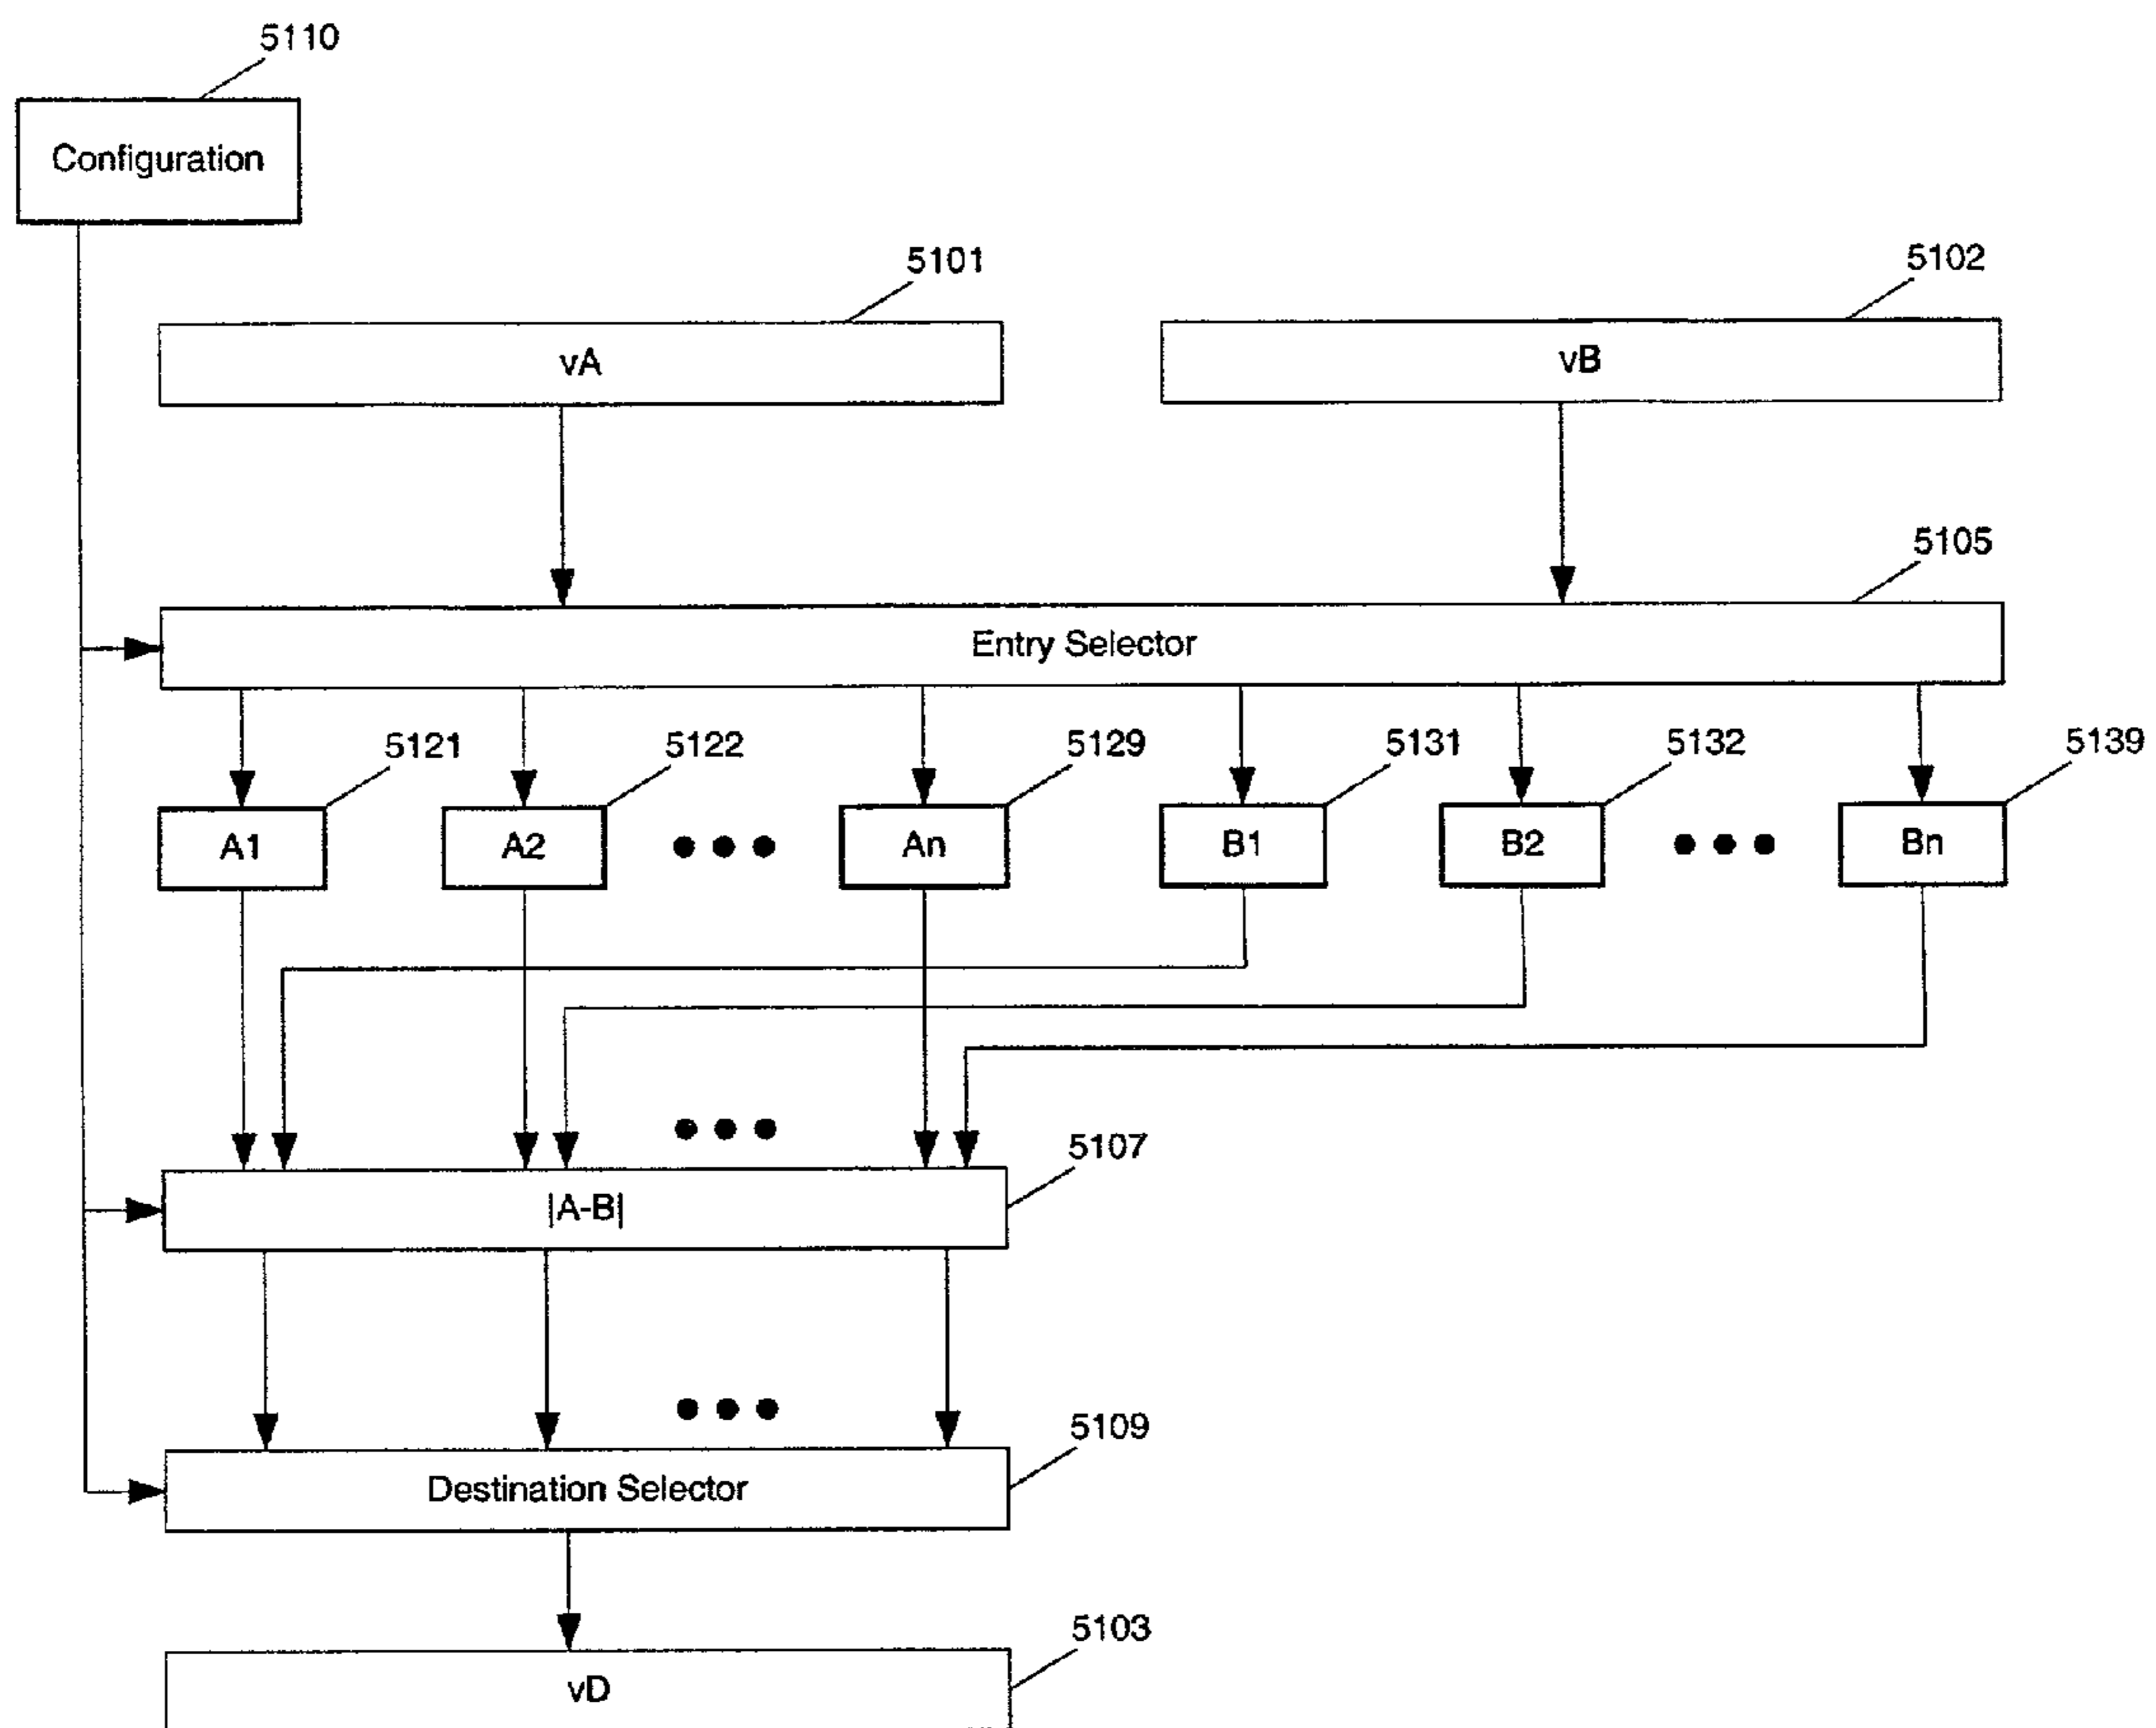 5110
Configuration
5101
5102
vA
vB
5105
Entry Selector
5121
5122
5129
5131
5132
5139
A1
A2
An
B1
B2
Bn
5107
|A-B|
5109
Destination Selector
5103
vD